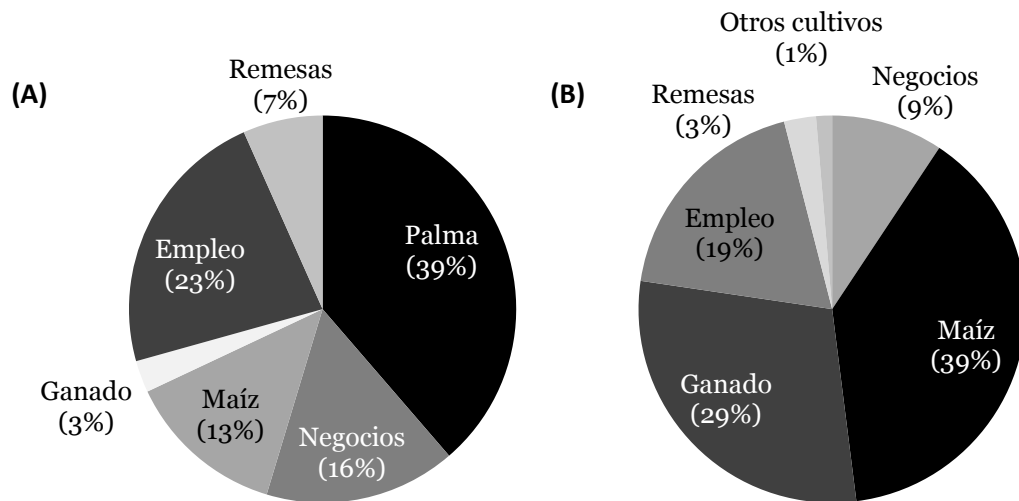 (A)
Remesas
(7%)
Palma
(39%)
Empleo
(23%)
Ganado
(3%)
Maíz
(13%)
Negocios
(16%)
(B)
Otros cultivos
(1%)
Remesas
(3%)
Negocios
(9%)
Empleo
(19%)
Maíz
(39%)
Ganado
(29%)